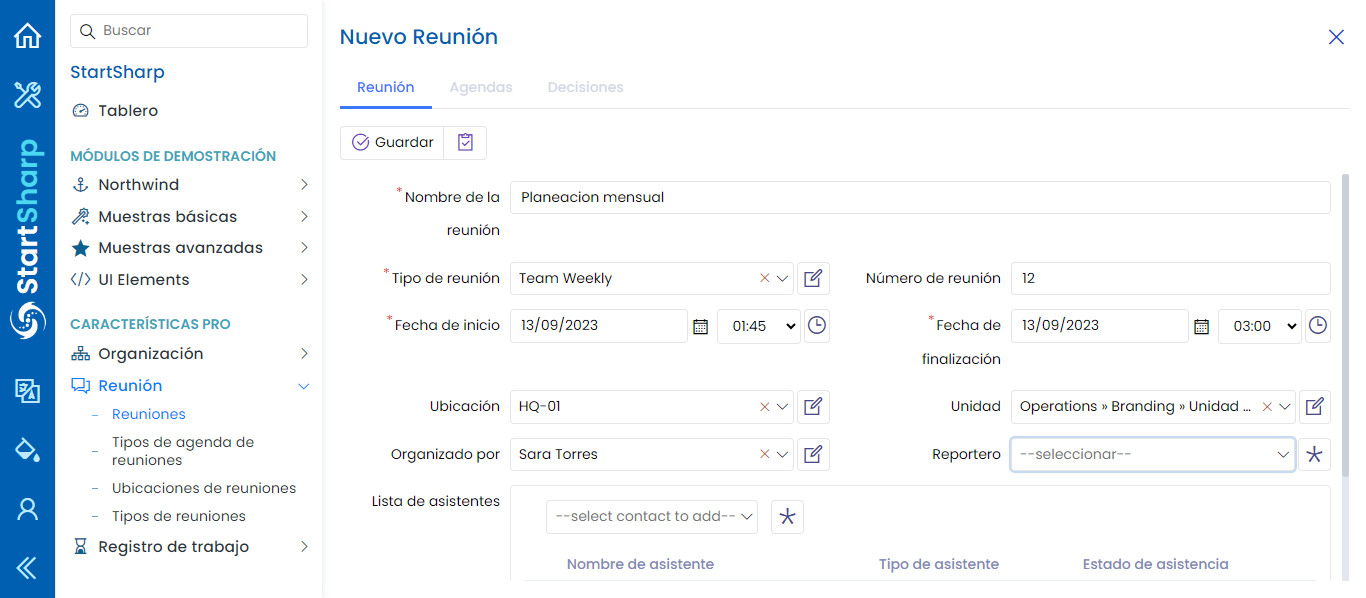 Buscar
StartSharp
Tablero
MÓDULOS DE DEMOSTRACIÓN
Northwind
Muestras básicas
Muestras avanzadas
UI Elements
CARACTERÍSTICAS PRO
Organización
Reunión
Reuniones
Tipos de agenda de
reuniones
Ubicaciones de reuniones
Tipos de reuniones
Registro de trabajo
StartSharp
Nuevo Reunión
Reunión Agendas Decisiones
Guardar
*Nombre de la
reunión
Planeacion mensual
*Tipo de reunión Team Weekly Número de reunión 12
*Fecha de inicio 13/09/2023 01:45 *Fecha de
finalización
13/09/2023 03:00
Ubicación HQ-01 Unidad Operations » Branding » Unidad ...
Organizado por Sara Torres Reportero --seleccionar--
Lista de asistentes
--select contact to add--
Nombre de asistente Tipo de asistente Estado de asistencia